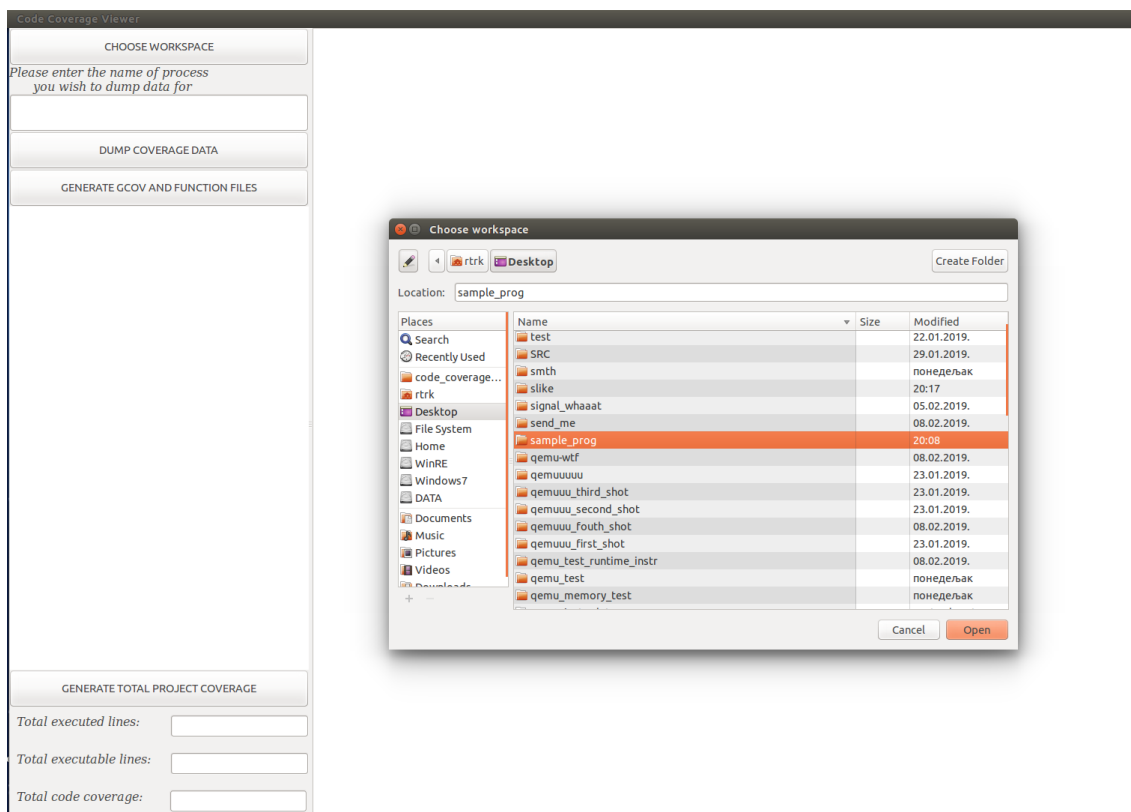 Code Coverage Viewer
CHOOSE WORKSPACE
Please enter the name of process
you wish to dump data for
DUMP COVERAGE DATA
GENERATE GCOV AND FUNCTION FILES
Choose workspace
rtrk Desktop Create Folder
Location: sample_prog
Places
Search
Recently Used
code_coverage...
rtrk
Desktop
File System
Home
WinRE
Windows7
DATA
Documents
Music
Pictures
Videos
Downloads
Name Size Modified
test 22.01.2019.
SRC 29.01.2019.
smth понедељак
slike 20:17
signal_whaaat 05.02.2019.
send_me 08.02.2019.
sample_prog 20:08
qemu-wtf 08.02.2019.
qemuuuuu 23.01.2019.
qemuuu_third_shot 23.01.2019.
qemuuu_second_shot 23.01.2019.
qemuuu_fouth_shot 08.02.2019.
qemuuu_first_shot 23.01.2019.
qemu_test_runtime_instr 08.02.2019.
qemu_test понедељак
qemu_memory_test понедељак
Cancel Open
GENERATE TOTAL PROJECT COVERAGE
Total executed lines:
Total executable lines:
Total code coverage: